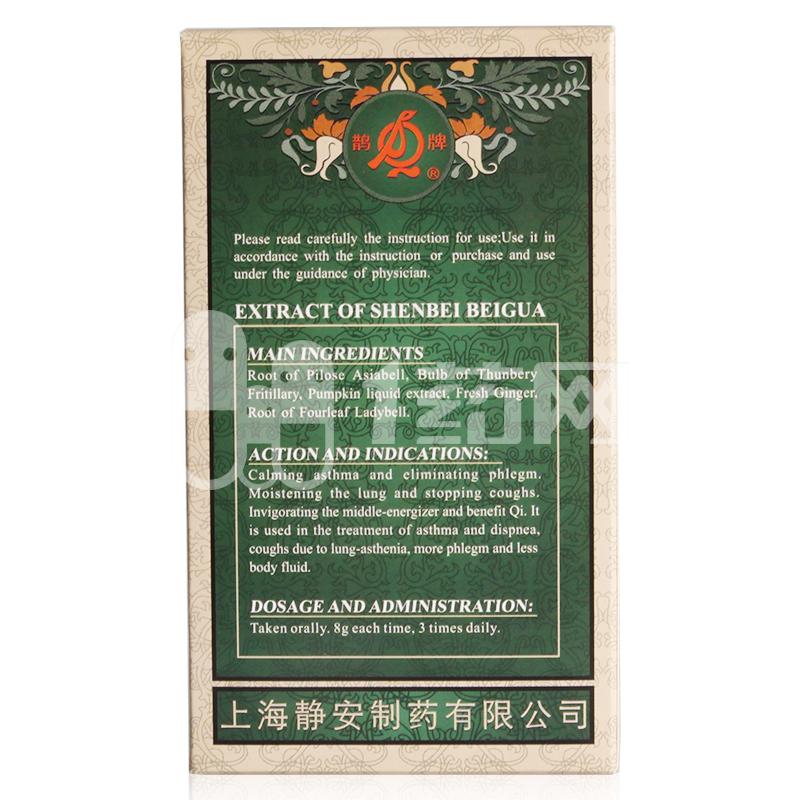 鹊牌
®
Please read carefully the instruction for use:Use it in
accordance with the instruction or purchase and use
under the guidance of physician.
EXTRACT OF SHENBEI BEIGUA
MAIN INGREDIENTS
Root of Pilose Asiabell, Bulb of Thunbery
Fritillary, Pumpkin liquid extract, Fresh Ginger,
Root of Fourleaf Ladybell.
1药网
ACTION AND INDICATIONS:
Calming asthma and eliminating phlegm.
Moistening the lung and stopping coughs.
Invigorating the middle-energizer and benefit Qi. It
is used in the treatment of asthma and dispnea,
coughs due to lung-asthenia, more phlegm and less
body fluid.
DOSAGE AND ADMINISTRATION:
Taken orally. 8g each time, 3 times daily.
上海静安制药有限公司